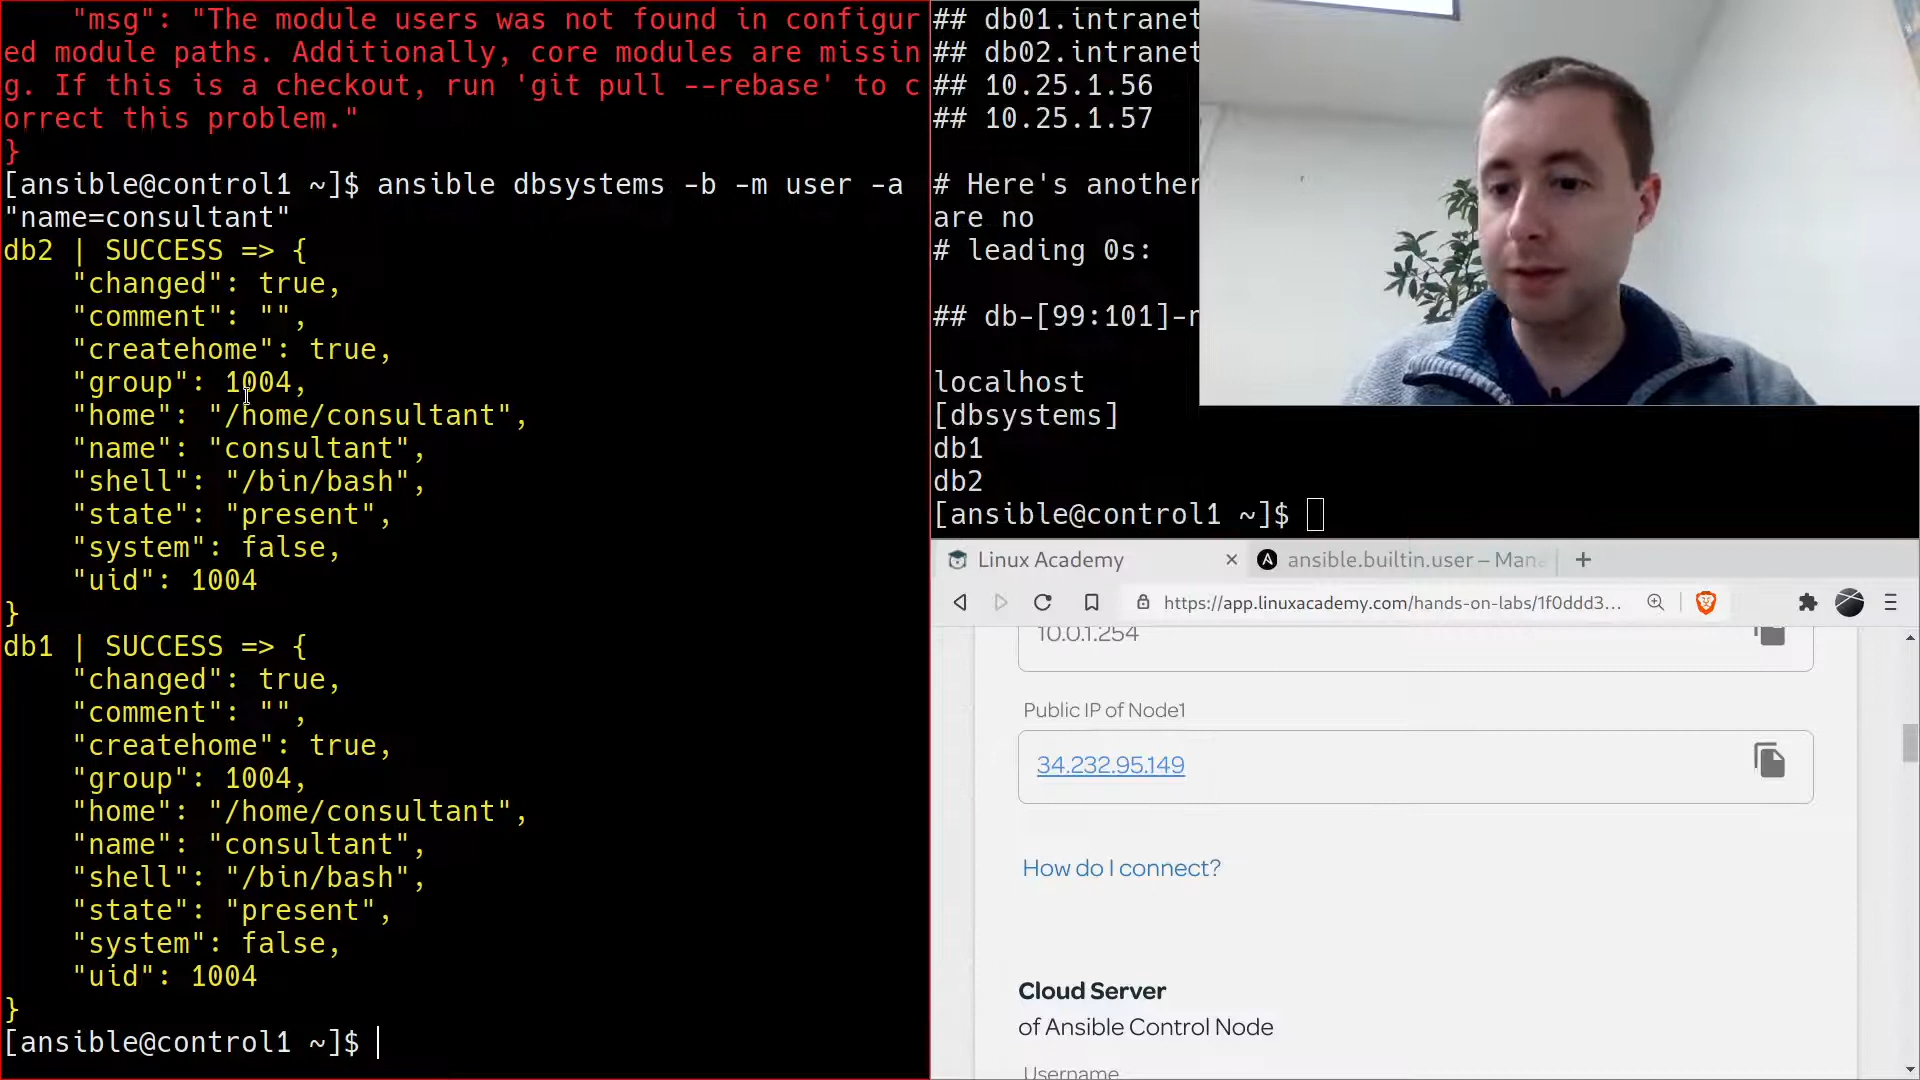 "msg": "The module users was not found in configur
ed module paths. Additionally, core modules are missin
g. If this is a checkout, run 'git pull --rebase' to c
orrect this problem."
}
[ansible@control1 ~]$ ansible dbsystems -b -m user -a
"name=consultant"
db2 | SUCCESS => {
"changed": true,
"comment": "",
"createhome": true,
"group": 1004,
"home": "/home/consultant",
"name": "consultant",
"shell": "/bin/bash",
"state": "present",
"system": false,
"uid": 1004
}
db1 | SUCCESS => {
"changed": true,
"comment": "",
"createhome": true,
"group": 1004,
"home": "/home/consultant",
"name": "consultant",
"shell": "/bin/bash",
"state": "present",
"system": false,
"uid": 1004
}
[ansible@control1 ~]$
## db01.intranet
## db02.intranet
## 10.25.1.56
## 10.25.1.57
# Here's another
are no
# leading 0s:
## db-[99:101]-
localhost
[dbsystems]
db1
db2
[ansible@control1 ~]$
Linux Academy
ansible.builtin.user – Mana
https://app.linuxacademy.com/hands-on-labs/1f0ddd3...
10.0.1.254
Public IP of Node1
34.232.95.149
How do I connect?
Cloud Server
of Ansible Control Node
Username